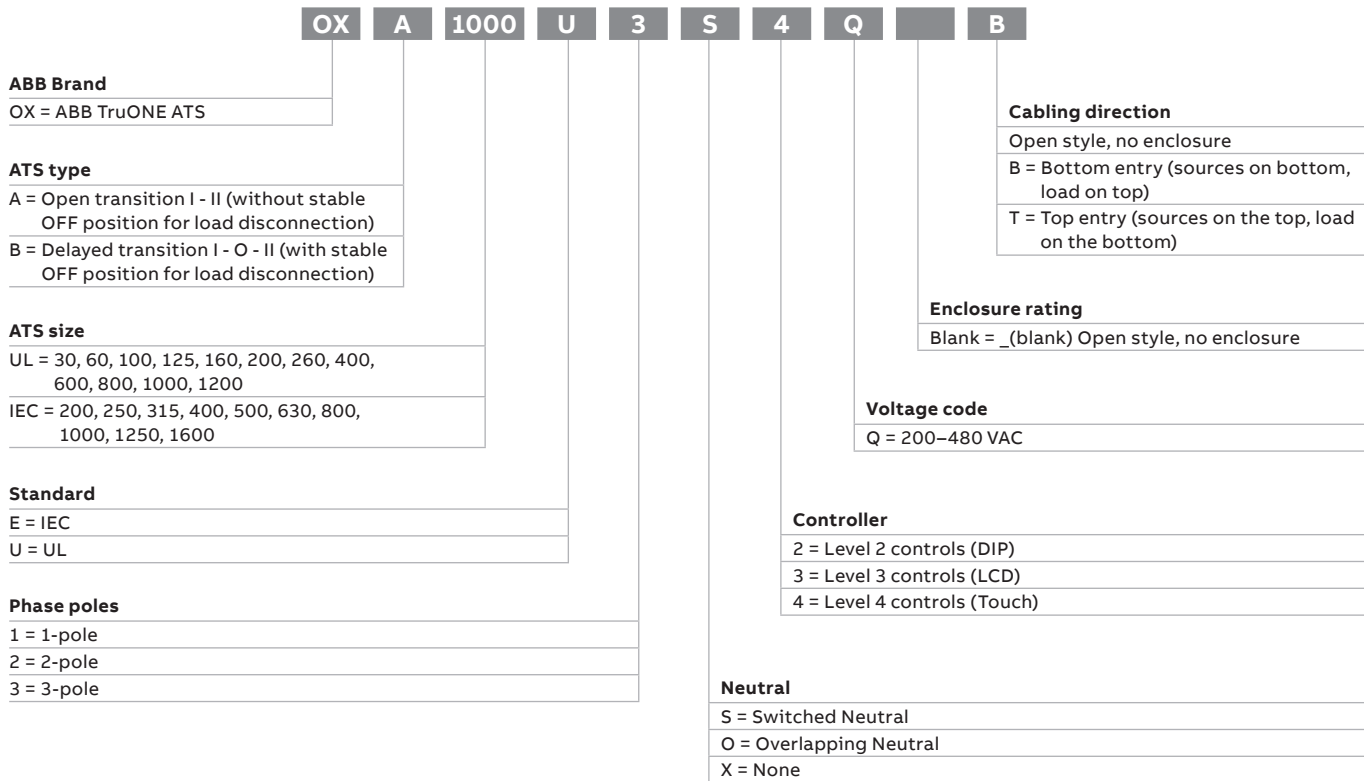 OX A 1000 U 3 S 4 Q B
ABB Brand
OX = ABB TruONE ATS
ATS type
A = Open transition I - II (without stable
OFF position for load disconnection)
B = Delayed transition I - O - II (with stable
OFF position for load disconnection)
ATS size
UL = 30, 60, 100, 125, 160, 200, 260, 400,
600, 800, 1000, 1200
IEC = 200, 250, 315, 400, 500, 630, 800,
1000, 1250, 1600
Standard
E = IEC
U = UL
Phase poles
1 = 1-pole
2 = 2-pole
3 = 3-pole
Cabling direction
Open style, no enclosure
B = Bottom entry (sources on bottom,
load on top)
T = Top entry (sources on the top, load
on the bottom)
Enclosure rating
Blank = _(blank) Open style, no enclosure
Voltage code
Q = 200–480 VAC
Controller
2 = Level 2 controls (DIP)
3 = Level 3 controls (LCD)
4 = Level 4 controls (Touch)
Neutral
S = Switched Neutral
O = Overlapping Neutral
X = None